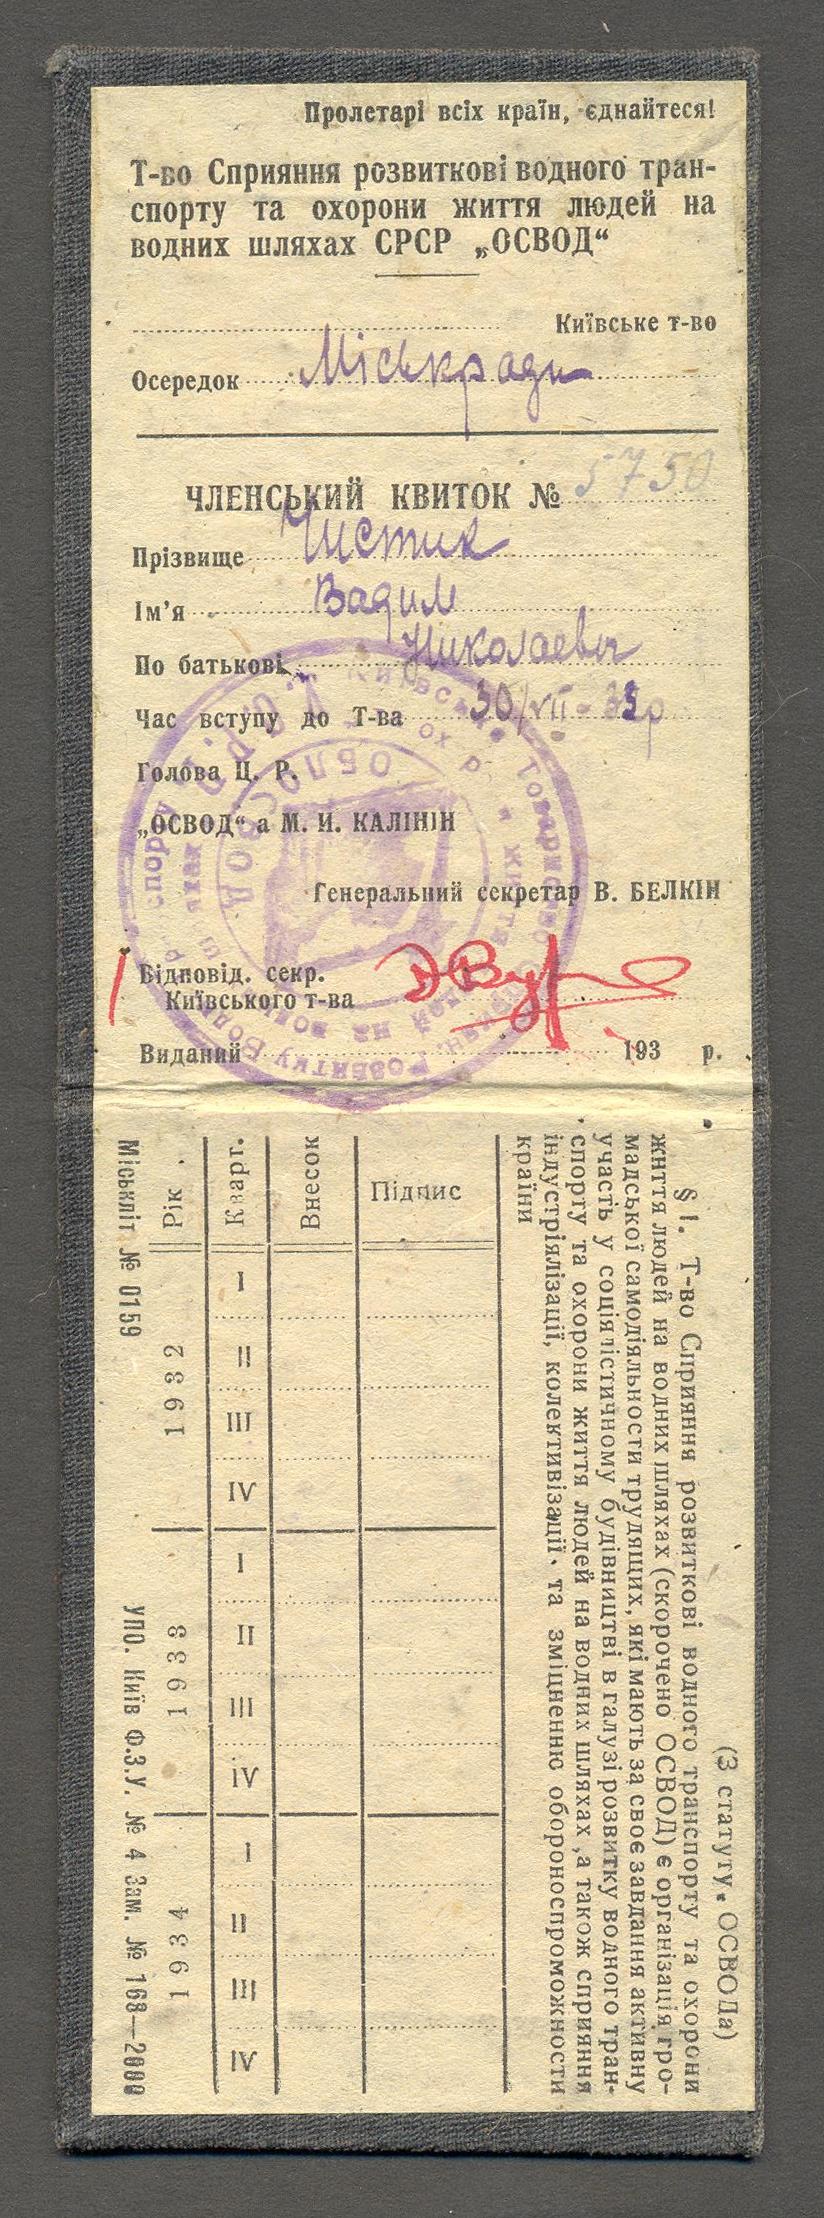 Пролетарі всіх країн, єднайтеся!
Т-во Сприяння розвиткові водного тран-
спорту та охорони життя людей на
водних шляхах СРСР „ОСВОД“
Київське т-во
Осередок Міськради
ЧЛЕНСЬКИЙ КВИТОК № 5750
Прізвище Чистик
Ім'я Вадим
По батькові Николаевич
Час вступу до Т-ва 30/VII-33р
Голова Ц. Р.
„ОСВОД“ а М. И. КАЛІНІН
Генеральний секретар В. БЕЛКІН
Відповід. секр.
Київського т-ва
Виданий 193 р.
(З статуту ОСВОДа)
§ 1. Т-во Сприяння розвиткові водного транспорту та охорони
життя людей на водних шляхах (скорочено ОСВОД) є організація гро-
мадської самодіяльности трудящих, які мають за своє завдання активну
участь у соціялістичному будівництві в галузі розвитку водного тран-
спорту та охорони життя людей на водних шляхах, а також сприяння
індустріялізації, колективізації та зміцненню обороноспроможности
країни
Рік Кварт. Внесок Підпис
1932 I
II
III
IV
1933 I
II
III
IV
1934 I
II
III
IV
Міськліт № 0159 УПО. Київ Ф.З.У. № 4 Зам. № 168—2000